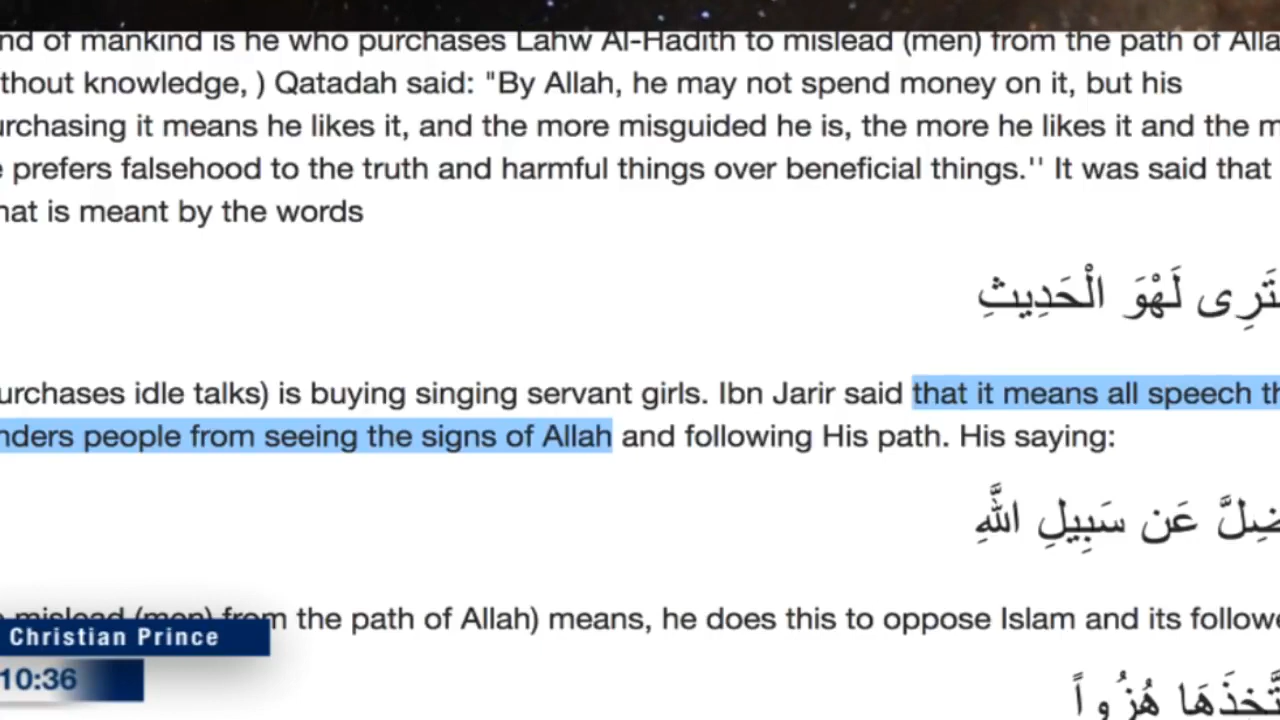 nd of mankind is he who purchases Lahw Al-Hadith to mislead (men) from the path of Alla
thout knowledge, ) Qatadah said: "By Allah, he may not spend money on it, but his
urchasing it means he likes it, and the more misguided he is, the more he likes it and the m
e prefers falsehood to the truth and harmful things over beneficial things.'' It was said that
hat is meant by the words
تَرِى لَهْوَ الْحَدِيثِ
urchases idle talks) is buying singing servant girls. Ibn Jarir said that it means all speech th
nders people from seeing the signs of Allah and following His path. His saying:
ضِلَّ عَن سَبِيلِ اللَّهِ
mislead (men) from the path of Allah) means, he does this to oppose Islam and its followe
Christian Prince
10:36
تَّخِذَهَا هُزُواً